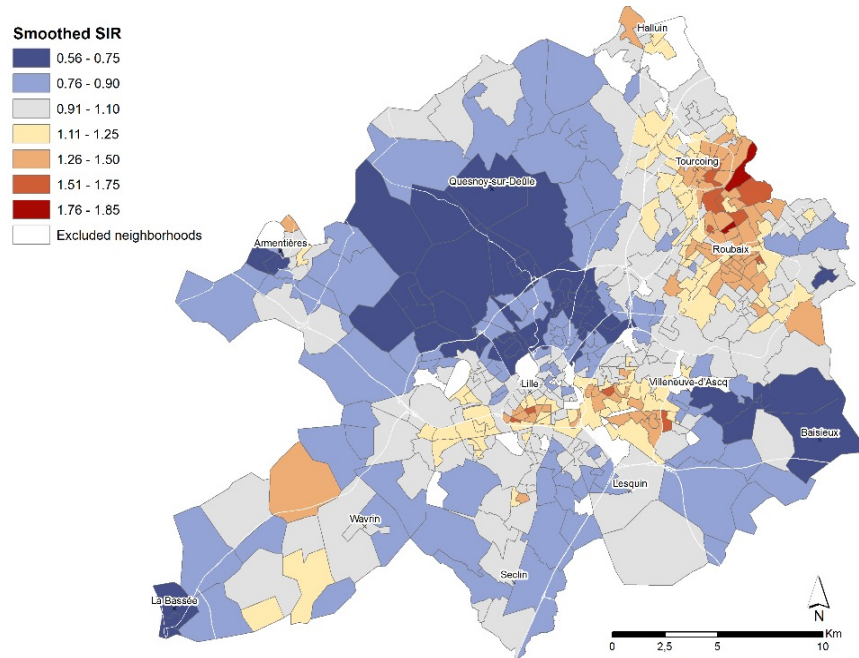 Smoothed SIR
0.56 - 0.75
0.76 - 0.90
0.91 - 1.10
1.11 - 1.25
1.26 - 1.50
1.51 - 1.75
1.76 - 1.85
Excluded neighborhoods
Halluin
Tourcoing
Quesnoy-sur-Deûle
Armentières
Roubaix
Lille
Villeneuve-d'Ascq
Baisieux
Lesquin
Wavrin
Seclin
La Bassée
N
Km
0 2,5 5 10